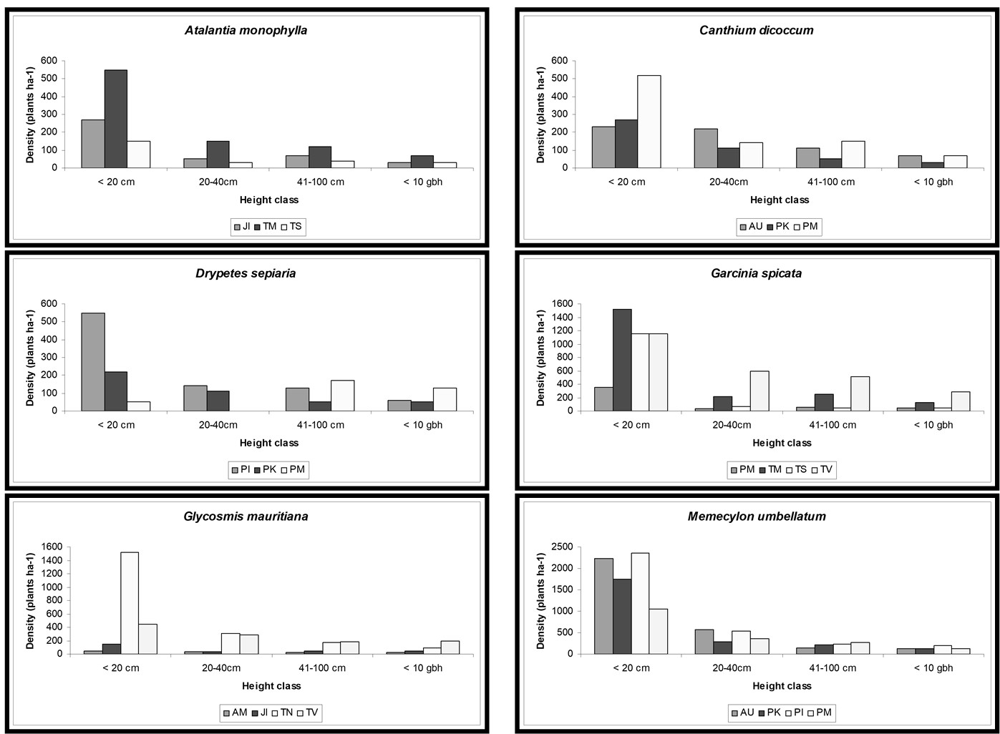 Atalantia monophylla
Density (plants ha-1)
600
500
400
300
200
100
0
< 20 cm 20-40cm 41-100 cm < 10 gbh
Height class
JI TM TS
Canthium dicoccum
Density (plants ha-1)
600
500
400
300
200
100
0
< 20 cm 20-40cm 41-100 cm < 10 gbh
Height class
AU PK PM
Drypetes sepiaria
Density (plants ha-1)
600
500
400
300
200
100
0
< 20 cm 20-40cm 41-100 cm < 10 gbh
Height class
PI PK PM
Garcinia spicata
Density (plants ha-1)
1600
1400
1200
1000
800
600
400
200
0
< 20 cm 20-40cm 41-100 cm < 10 gbh
Height class
PM TM TS TV
Glycosmis mauritiana
Density (plants ha-1)
1600
1400
1200
1000
800
600
400
200
0
< 20 cm 20-40cm 41-100 cm < 10 gbh
Height class
AM JI TN TV
Memecylon umbellatum
Density (plants ha-1)
2500
2000
1500
1000
500
0
< 20 cm 20-40cm 41-100 cm < 10 gbh
Height class
AU PK PI PM